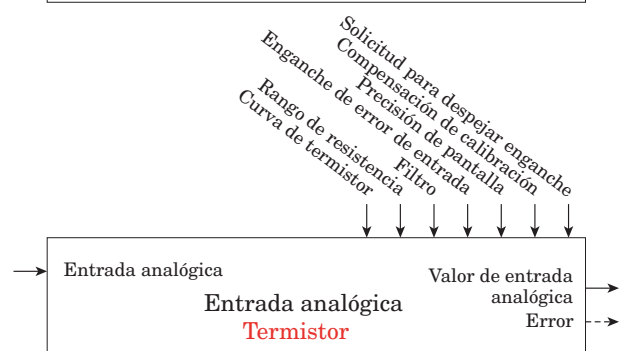 Solicitud para despejar enganche
Compensación de calibración
Precisión de pantalla
Enganche de error de entrada
Filtro
Rango de resistencia
Curva de termistor
Entrada analógica
Valor de entrada
analógica
Entrada analógica
Termistor
Error